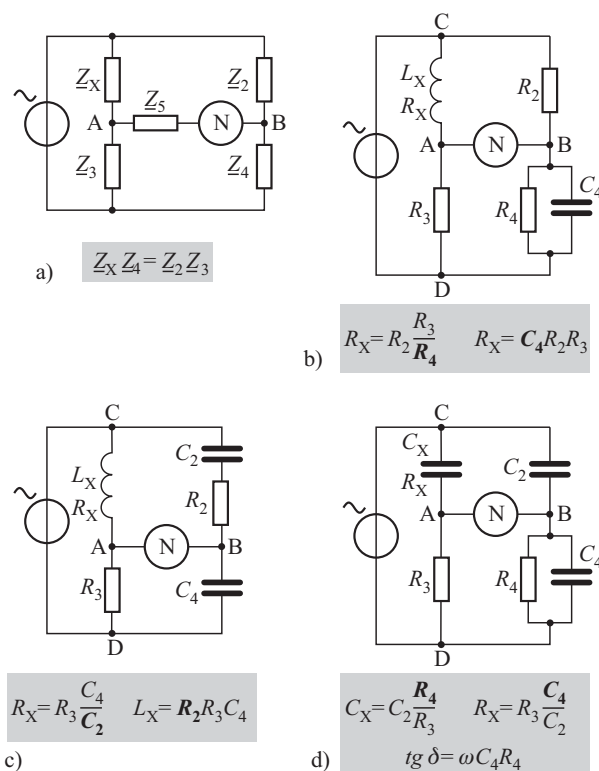 Z_X
Z_2
Z_5
A
N
B
Z_3
Z_4
Z_X Z_4 = Z_2 Z_3
a)
C
L_X
R_X
R_2
A
N
B
R_3
R_4
C_4
D
R_X = R_2 R_3/R_4 R_X = C_4 R_2 R_3
b)
C
C_2
L_X
R_X
R_2
A
N
B
R_3
C_4
D
R_X = R_3 C_4/C_2 L_X = R_2 R_3 C_4
c)
C
C_X
C_2
R_X
A
N
B
R_3
R_4
C_4
D
C_X = C_2 R_4/R_3 R_X = R_3 C_4/C_2
tg δ = ωC_4 R_4
d)